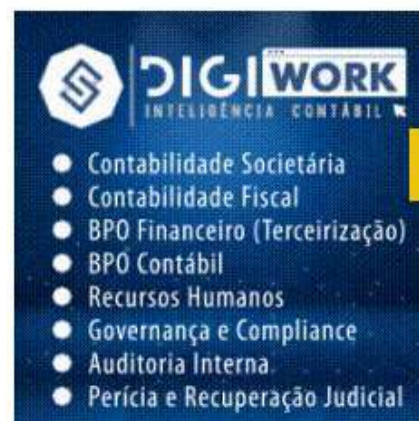 DIGIWORK
INTELIGÊNCIA CONTÁBIL
Contabilidade Societária
Contabilidade Fiscal
BPO Financeiro (Terceirização)
BPO Contábil
Recursos Humanos
Governança e Compliance
Auditoria Interna
Perícia e Recuperação Judicial